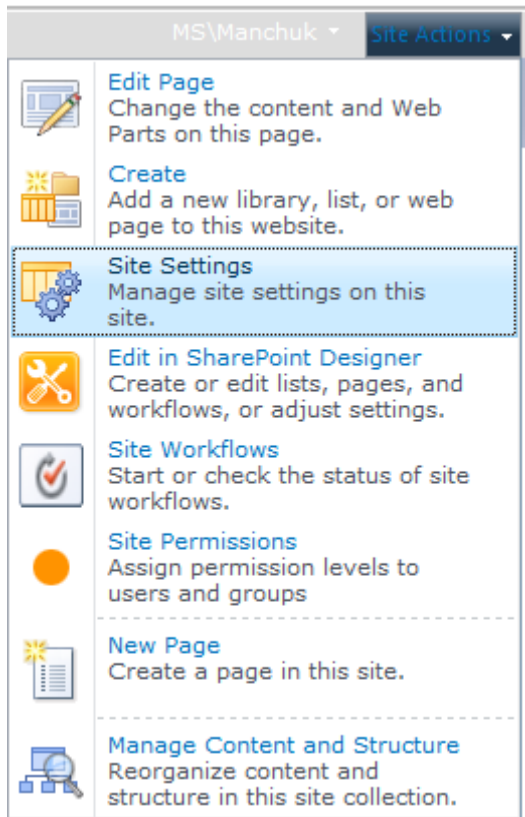 MS\Manchuk
Site Actions
Edit Page
Change the content and Web
Parts on this page.
Create
Add a new library, list, or web
page to this website.
Site Settings
Manage site settings on this
site.
Edit in SharePoint Designer
Create or edit lists, pages, and
workflows, or adjust settings.
Site Workflows
Start or check the status of site
workflows.
Site Permissions
Assign permission levels to
users and groups
New Page
Create a page in this site.
Manage Content and Structure
Reorganize content and
structure in this site collection.